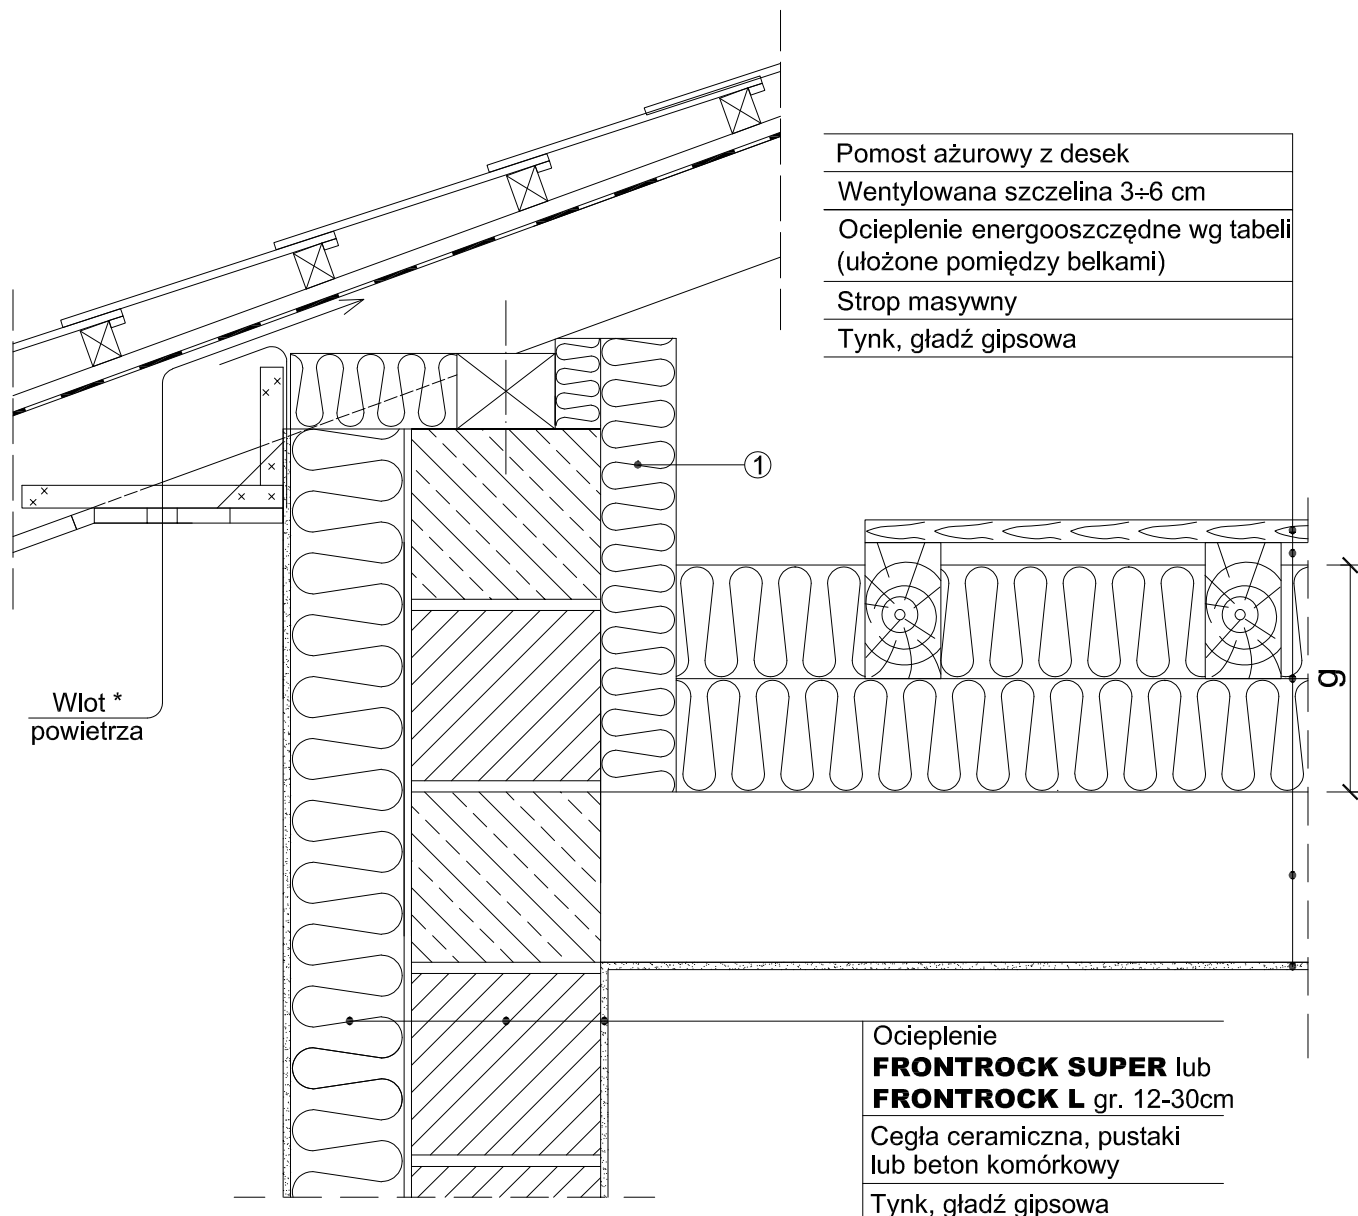 Pomost ażurowy z desek
Wentylowana szczelina 3÷6 cm
Ocieplenie energooszczędne wg tabeli
(ułożone pomiędzy belkami)
Strop masywny
Tynk, gładź gipsowa
1
g
Wlot *
powietrza
Ocieplenie
FRONTROCK SUPER lub
FRONTROCK L gr. 12-30cm
Cegła ceramiczna, pustaki
lub beton komórkowy
Tynk, gładź gipsowa